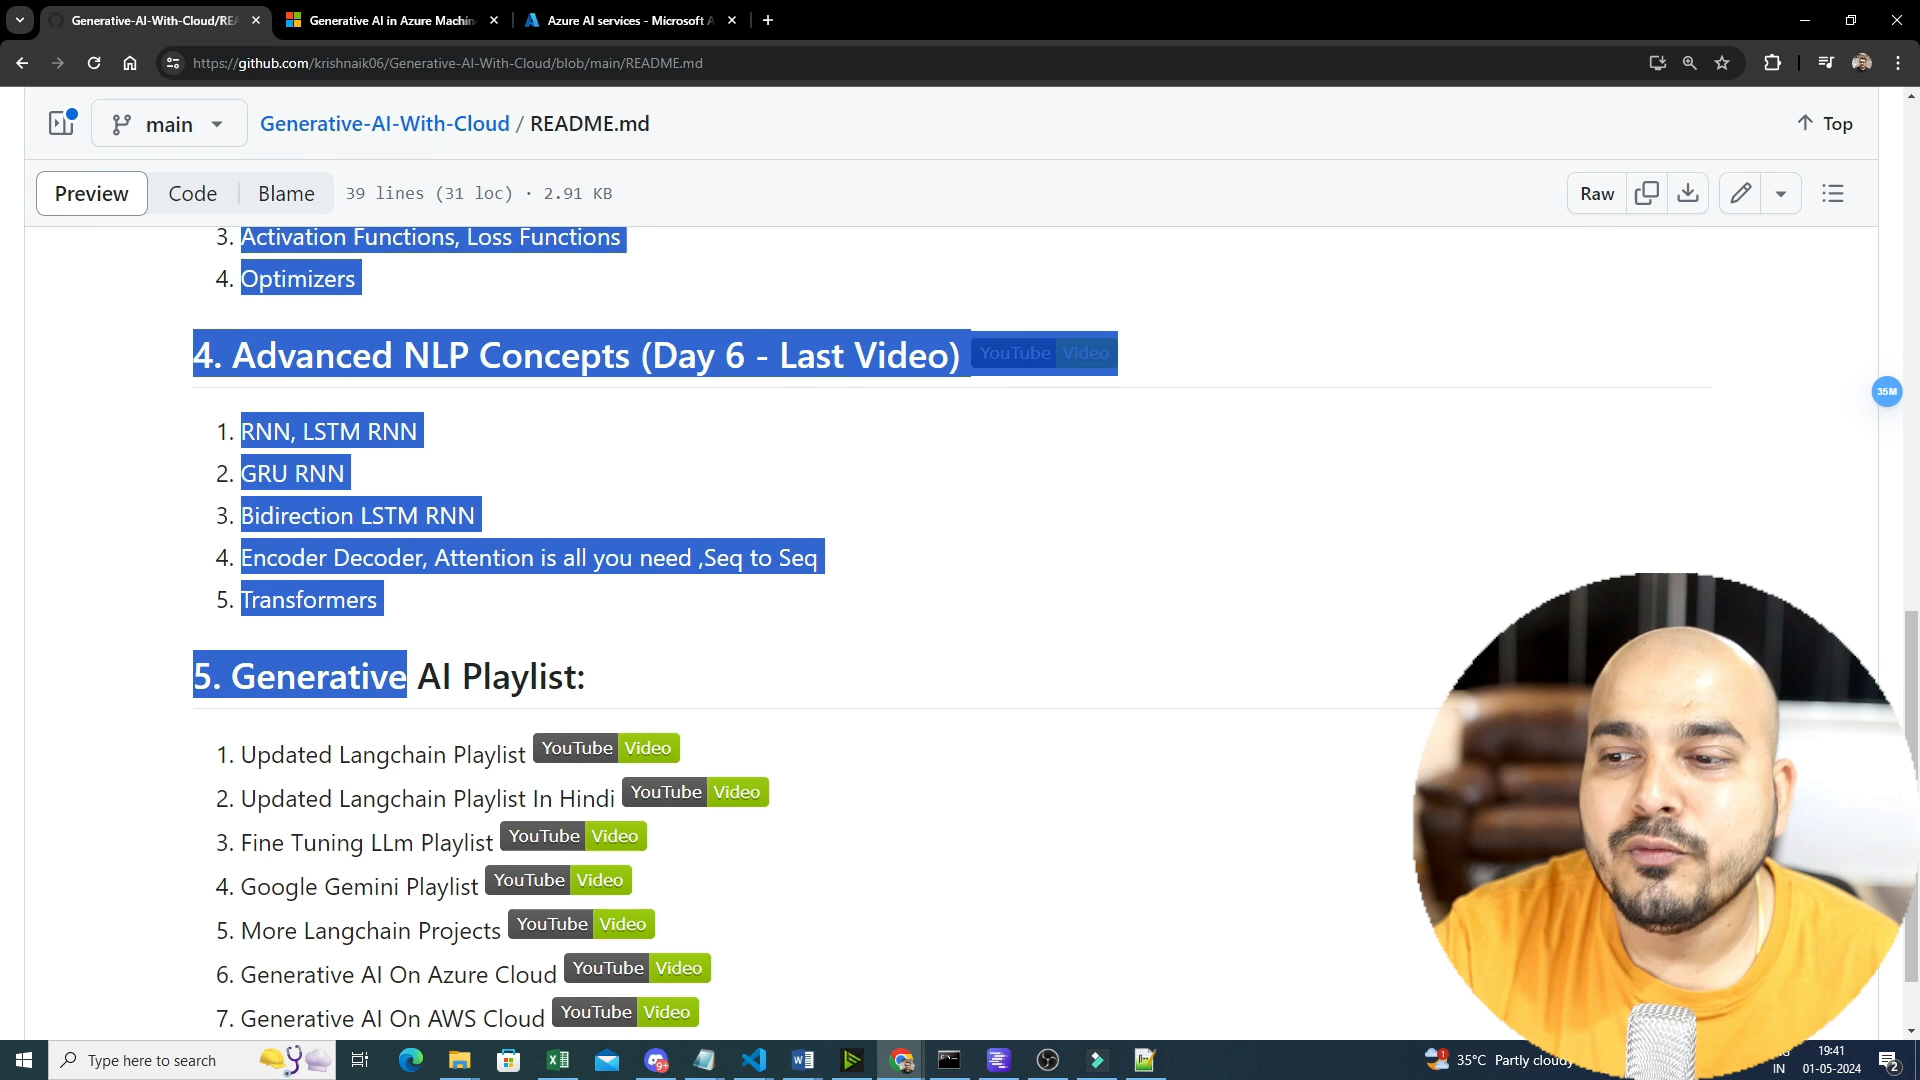 Generative-AI-With-Cloud/REA
Generative AI in Azure Machin
Azure AI services - Microsoft A
https://github.com/krishnaik06/Generative-AI-With-Cloud/blob/main/README.md
main
Generative-AI-With-Cloud / README.md
Top
Preview
Code
Blame
39 lines (31 loc) · 2.91 KB
Raw
3. Activation Functions, Loss Functions
4. Optimizers
4. Advanced NLP Concepts (Day 6 - Last Video) YouTube Video
35M
1. RNN, LSTM RNN
2. GRU RNN
3. Bidirection LSTM RNN
4. Encoder Decoder, Attention is all you need ,Seq to Seq
5. Transformers
5. Generative AI Playlist:
1. Updated Langchain Playlist YouTube Video
2. Updated Langchain Playlist In Hindi YouTube Video
3. Fine Tuning LLm Playlist YouTube Video
4. Google Gemini Playlist YouTube Video
5. More Langchain Projects YouTube Video
6. Generative AI On Azure Cloud YouTube Video
7. Generative AI On AWS Cloud YouTube Video
Type here to search
9+
1
35°C Partly cloudy
IN
19:41
01-05-2024
2